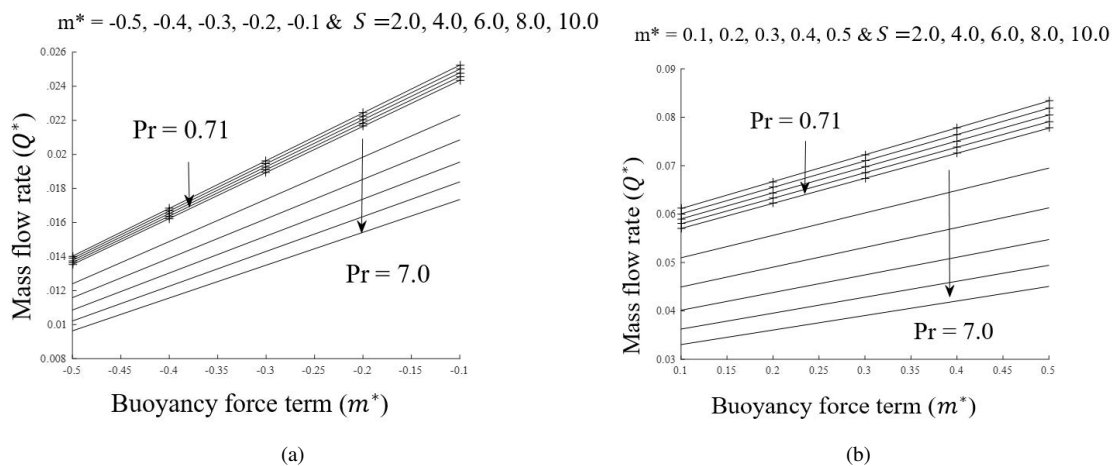 m* = -0.5, -0.4, -0.3, -0.2, -0.1 & S =2.0, 4.0, 6.0, 8.0, 10.0
0.026
0.024
0.022
0.02
0.018
0.016
0.014
0.012
0.01
0.008
Mass flow rate (Q*)
Pr = 0.71
Pr = 7.0
-0.5 -0.4 -0.3 -0.2 -0.1
Buoyancy force term (m*)
(a)
m* = 0.1, 0.2, 0.3, 0.4, 0.5 & S =2.0, 4.0, 6.0, 8.0, 10.0
0.09
0.08
0.07
0.06
0.05
0.04
0.03
Mass flow rate (Q*)
Pr = 0.71
Pr = 7.0
0.1 0.15 0.2 0.25 0.3 0.35 0.4 0.45 0.5
Buoyancy force term (m*)
(b)